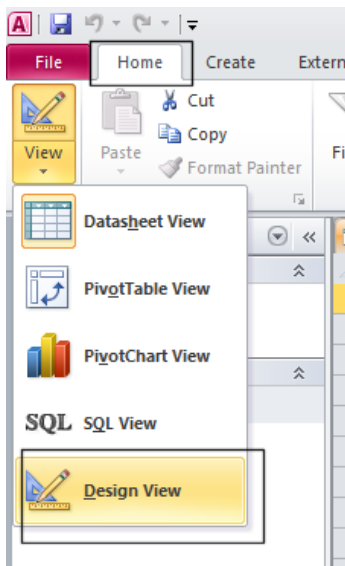 A
File Home Create Extern
View Paste Cut
Copy
Format Painter
Fi
Datasheet View
PivotTable View
PivotChart View
SQL SQL View
Design View